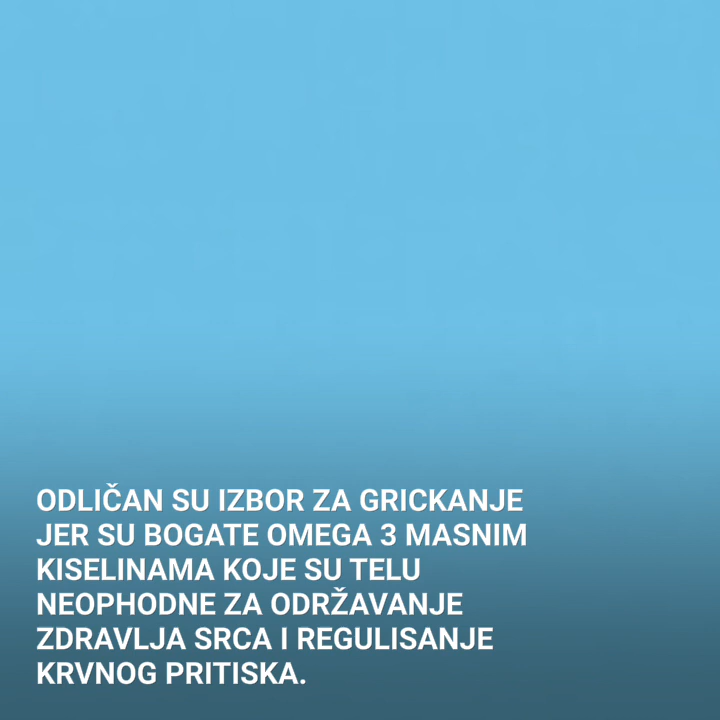 ODLIČAN SU IZBOR ZA GRICKANJE
JER SU BOGATE OMEGA 3 MASNIM
KISELINAMA KOJE SU TELU
NEOPHODNE ZA ODRŽAVANJE
ZDRAVLJA SRCA I REGULISANJE
KRVNOG PRITISKA.